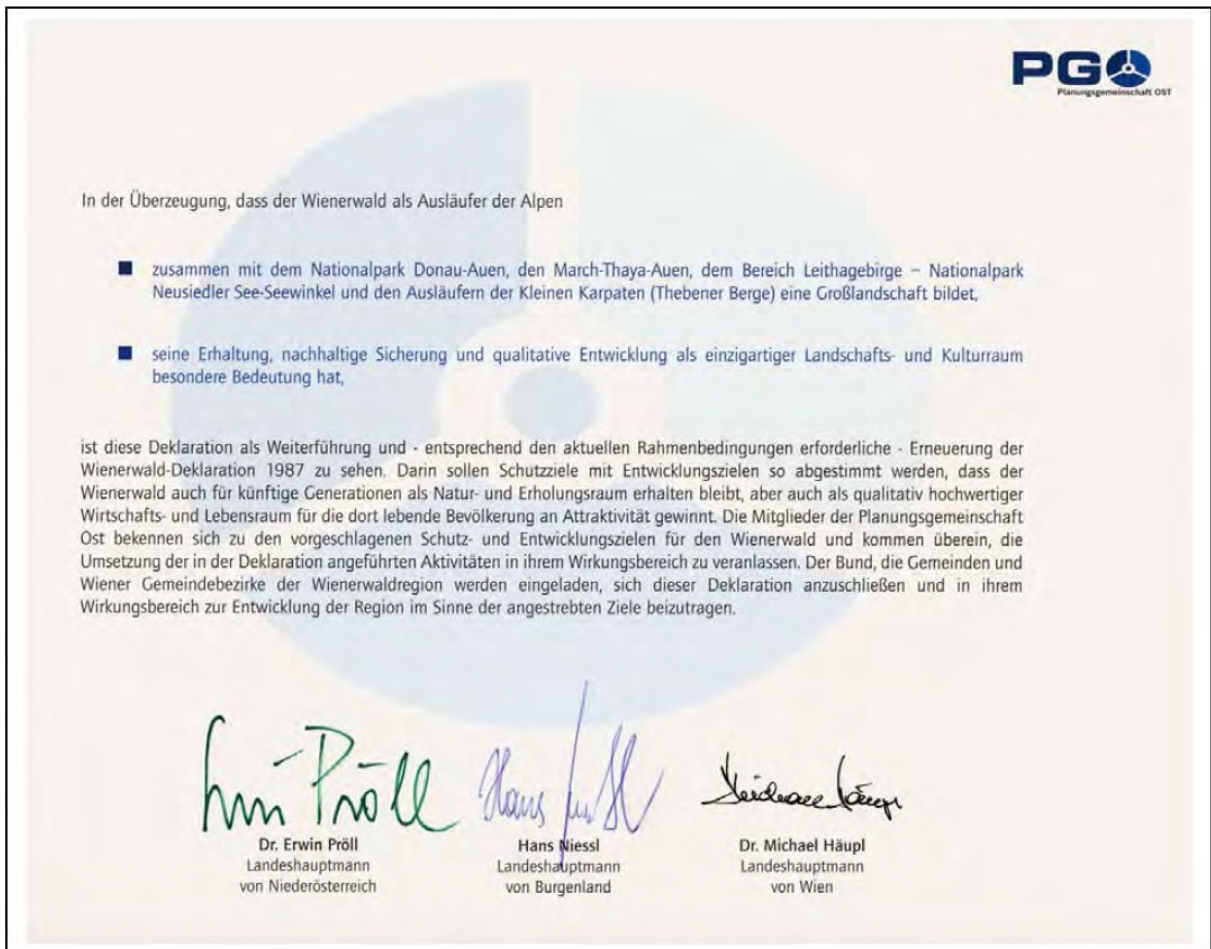 PGO
Planungsgemeinschaft OST
In der Überzeugung, dass der Wienerwald als Ausläufer der Alpen
■ zusammen mit dem Nationalpark Donau-Auen, den March-Thaya-Auen, dem Bereich Leithagebirge – Nationalpark
Neusiedler See-Seewinkel und den Ausläufern der Kleinen Karpaten (Thebener Berge) eine Großlandschaft bildet,
■ seine Erhaltung, nachhaltige Sicherung und qualitative Entwicklung als einzigartiger Landschafts- und Kulturraum
besondere Bedeutung hat,
ist diese Deklaration als Weiterführung und - entsprechend den aktuellen Rahmenbedingungen erforderliche - Erneuerung der
Wienerwald-Deklaration 1987 zu sehen. Darin sollen Schutzziele mit Entwicklungszielen so abgestimmt werden, dass der
Wienerwald auch für künftige Generationen als Natur- und Erholungsraum erhalten bleibt, aber auch als qualitativ hochwertiger
Wirtschafts- und Lebensraum für die dort lebende Bevölkerung an Attraktivität gewinnt. Die Mitglieder der Planungsgemeinschaft
Ost bekennen sich zu den vorgeschlagenen Schutz- und Entwicklungszielen für den Wienerwald und kommen überein, die
Umsetzung der in der Deklaration angeführten Aktivitäten in ihrem Wirkungsbereich zu veranlassen. Der Bund, die Gemeinden und
Wiener Gemeindebezirke der Wienerwaldregion werden eingeladen, sich dieser Deklaration anzuschließen und in ihrem
Wirkungsbereich zur Entwicklung der Region im Sinne der angestrebten Ziele beizutragen.
Erwin Pröll
Dr. Erwin Pröll
Landeshauptmann
von Niederösterreich
Hans Niessl
Hans Niessl
Landeshauptmann
von Burgenland
Michael Häupl
Dr. Michael Häupl
Landeshauptmann
von Wien